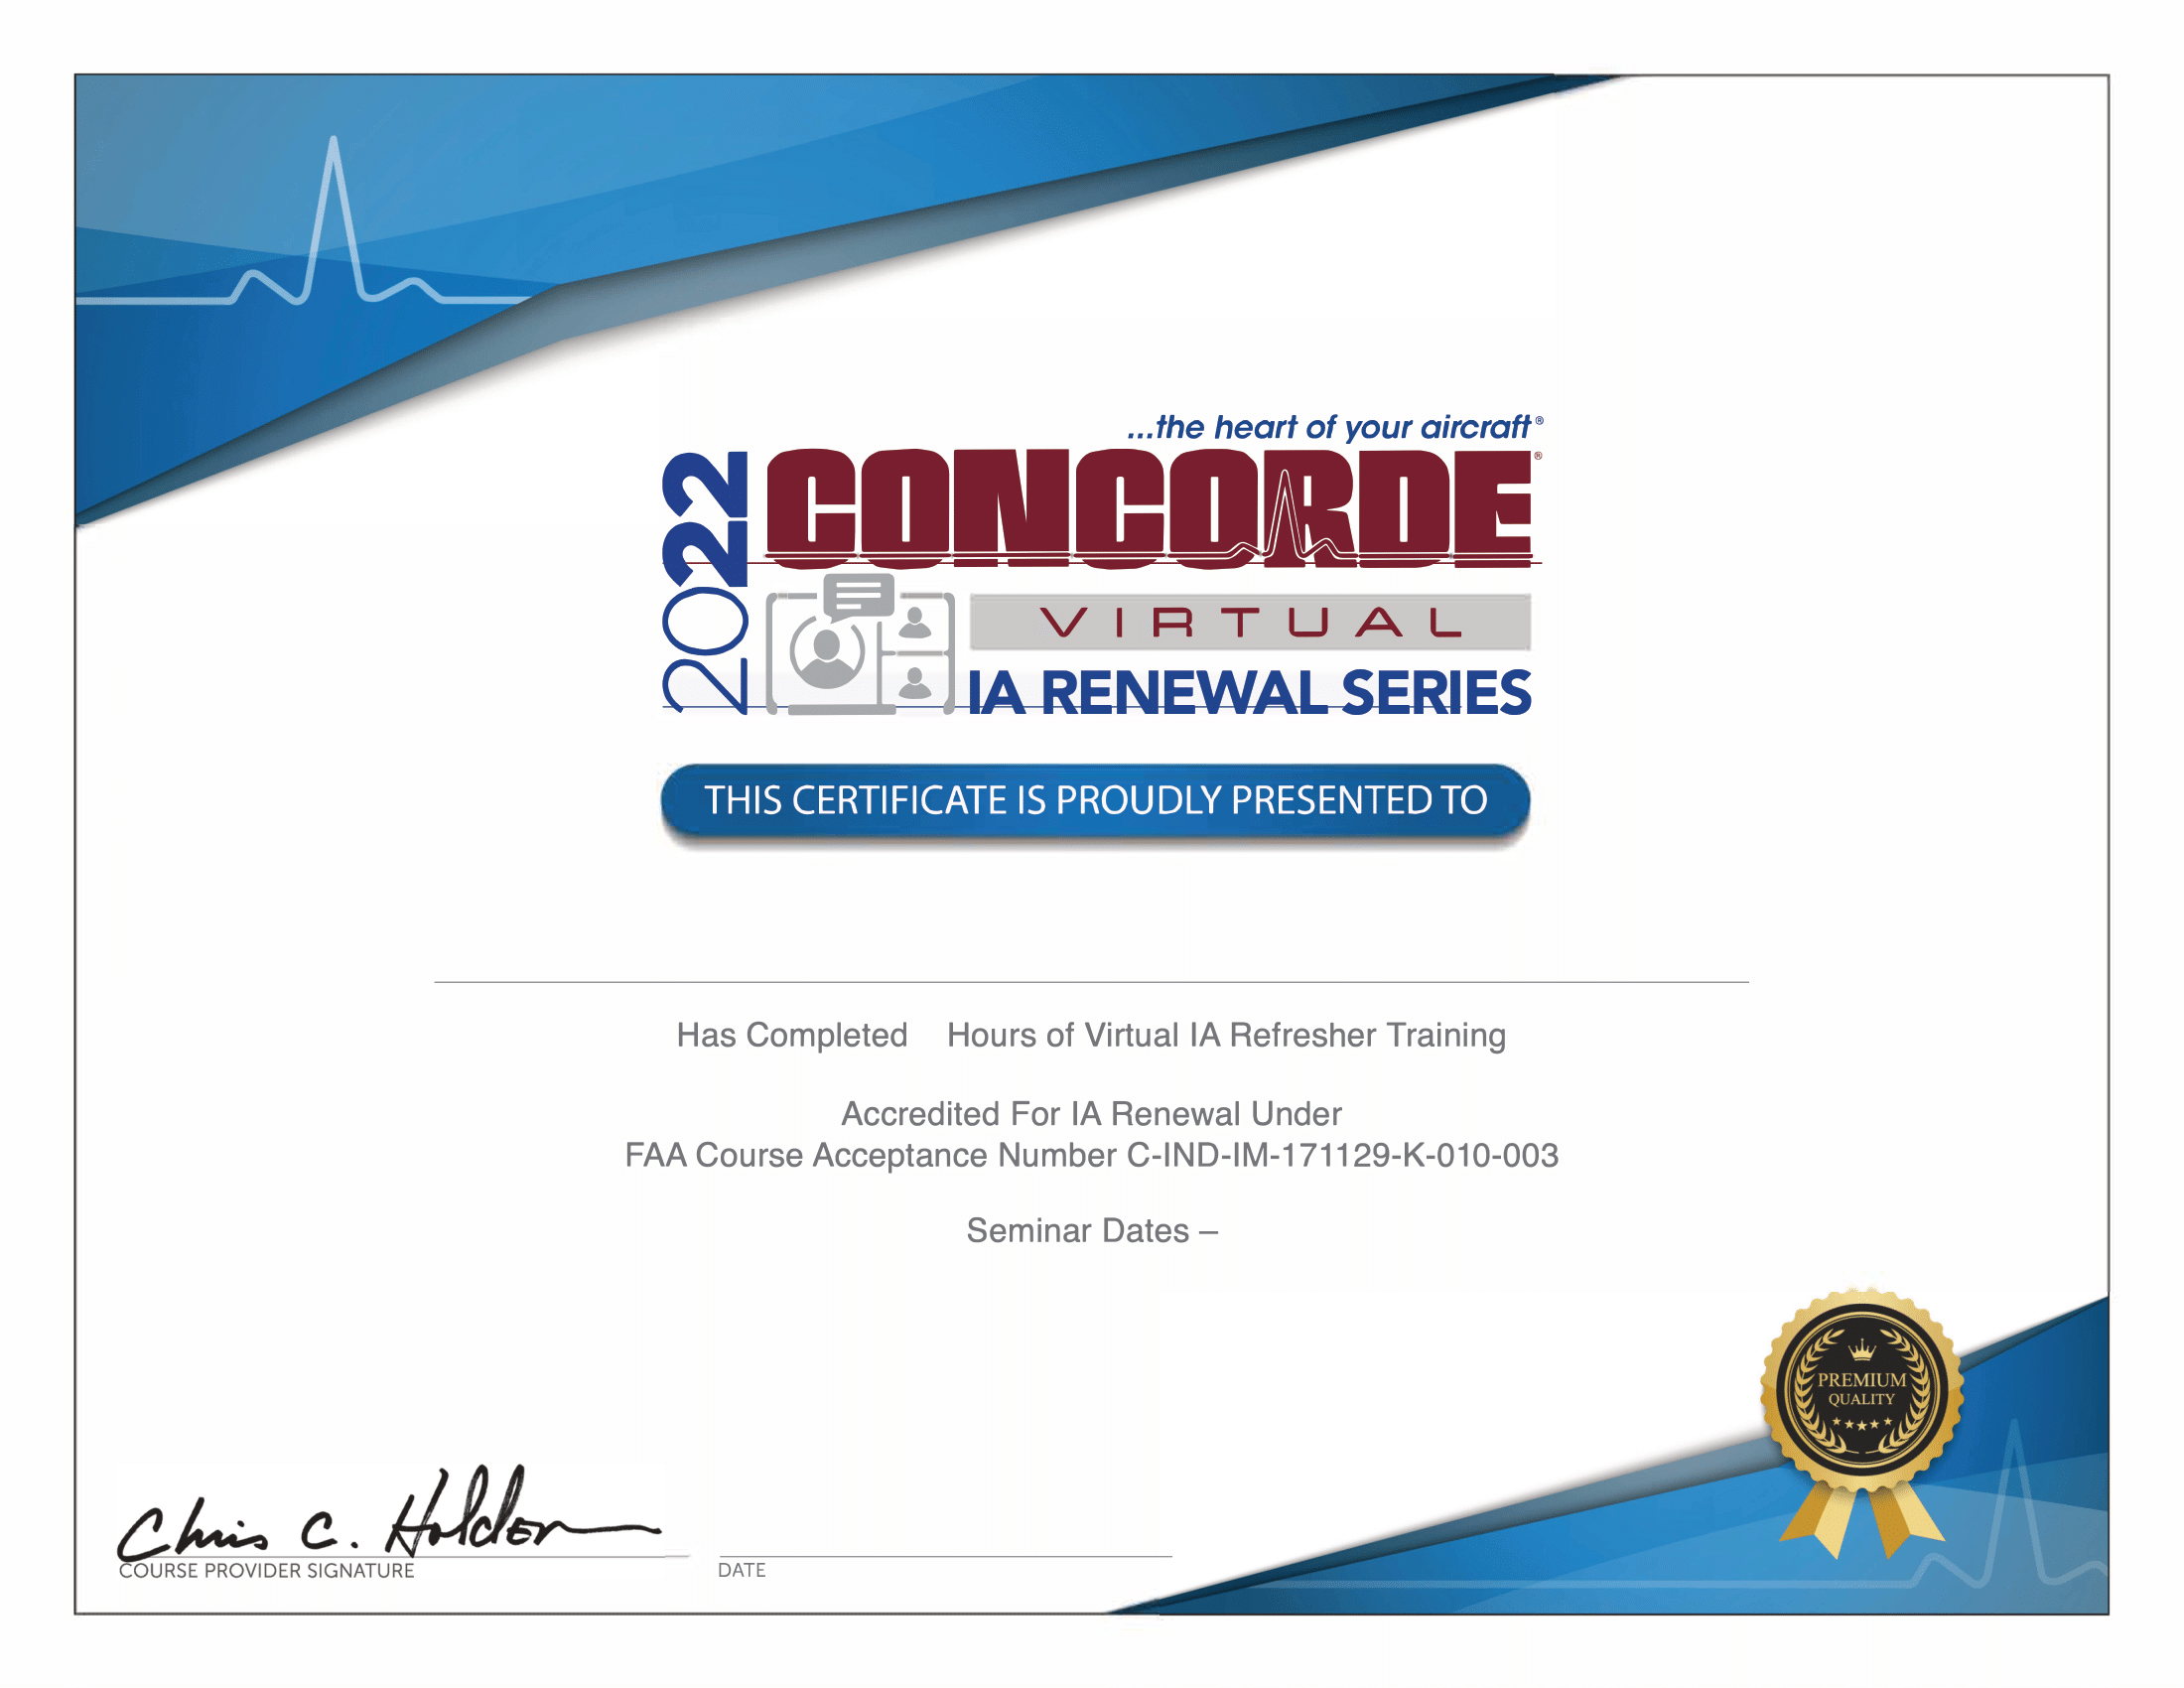 ...the heart of your aircraft®
2022
CONCORDE®
VIRTUAL
IA RENEWAL SERIES
THIS CERTIFICATE IS PROUDLY PRESENTED TO
Has Completed Hours of Virtual IA Refresher Training
Accredited For IA Renewal Under
FAA Course Acceptance Number C-IND-IM-171129-K-010-003
Seminar Dates –
PREMIUM
QUALITY
Chris C. Holder
COURSE PROVIDER SIGNATURE
DATE